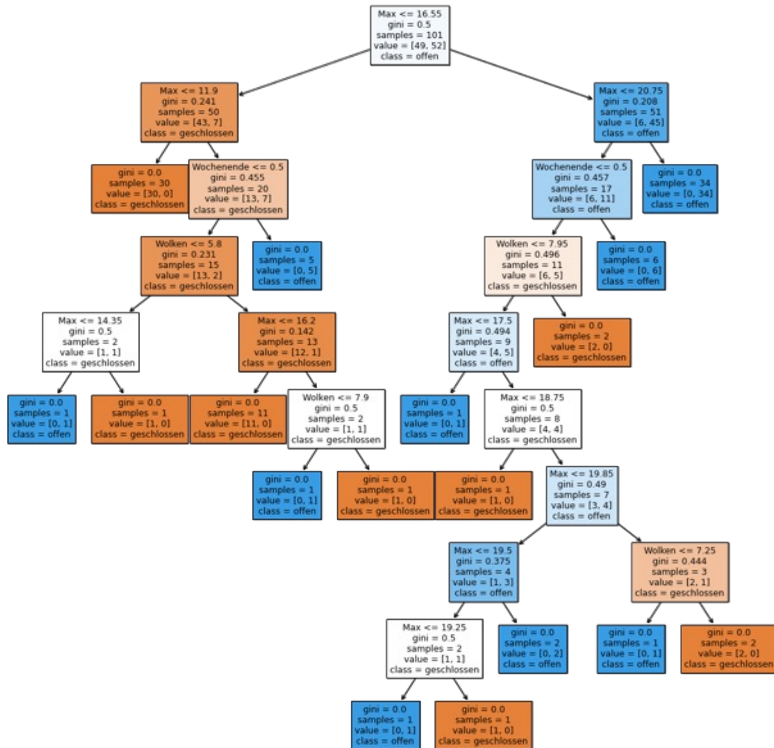 Max <= 16.55
gini = 0.5
samples = 101
value = [49, 52]
class = offen
Max <= 11.9
gini = 0.241
samples = 50
value = [43, 7]
class = geschlossen
Max <= 20.75
gini = 0.208
samples = 51
value = [6, 45]
class = offen
gini = 0.0
samples = 30
value = [30, 0]
class = geschlossen
Wochenende <= 0.5
gini = 0.455
samples = 20
value = [13, 7]
class = geschlossen
Wochenende <= 0.5
gini = 0.457
samples = 17
value = [6, 11]
class = offen
gini = 0.0
samples = 34
value = [0, 34]
class = offen
Wolken <= 5.8
gini = 0.231
samples = 15
value = [13, 2]
class = geschlossen
gini = 0.0
samples = 5
value = [0, 5]
class = offen
Wolken <= 7.95
gini = 0.496
samples = 11
value = [6, 5]
class = geschlossen
gini = 0.0
samples = 6
value = [0, 6]
class = offen
Max <= 14.35
gini = 0.5
samples = 2
value = [1, 1]
class = geschlossen
Max <= 16.2
gini = 0.142
samples = 13
value = [12, 1]
class = geschlossen
Max <= 17.5
gini = 0.494
samples = 9
value = [4, 5]
class = offen
gini = 0.0
samples = 2
value = [2, 0]
class = geschlossen
gini = 0.0
samples = 1
value = [0, 1]
class = offen
gini = 0.0
samples = 1
value = [1, 0]
class = geschlossen
gini = 0.0
samples = 11
value = [11, 0]
class = geschlossen
Wolken <= 7.9
gini = 0.5
samples = 2
value = [1, 1]
class = geschlossen
gini = 0.0
samples = 1
value = [0, 1]
class = offen
Max <= 18.75
gini = 0.5
samples = 8
value = [4, 4]
class = geschlossen
gini = 0.0
samples = 1
value = [0, 1]
class = offen
gini = 0.0
samples = 1
value = [1, 0]
class = geschlossen
gini = 0.0
samples = 1
value = [1, 0]
class = geschlossen
Max <= 19.85
gini = 0.49
samples = 7
value = [3, 4]
class = offen
Max <= 19.5
gini = 0.375
samples = 4
value = [1, 3]
class = offen
Wolken <= 7.25
gini = 0.444
samples = 3
value = [2, 1]
class = geschlossen
Max <= 19.25
gini = 0.5
samples = 2
value = [1, 1]
class = geschlossen
gini = 0.0
samples = 2
value = [0, 2]
class = offen
gini = 0.0
samples = 1
value = [0, 1]
class = offen
gini = 0.0
samples = 2
value = [2, 0]
class = geschlossen
gini = 0.0
samples = 1
value = [0, 1]
class = offen
gini = 0.0
samples = 1
value = [1, 0]
class = geschlossen